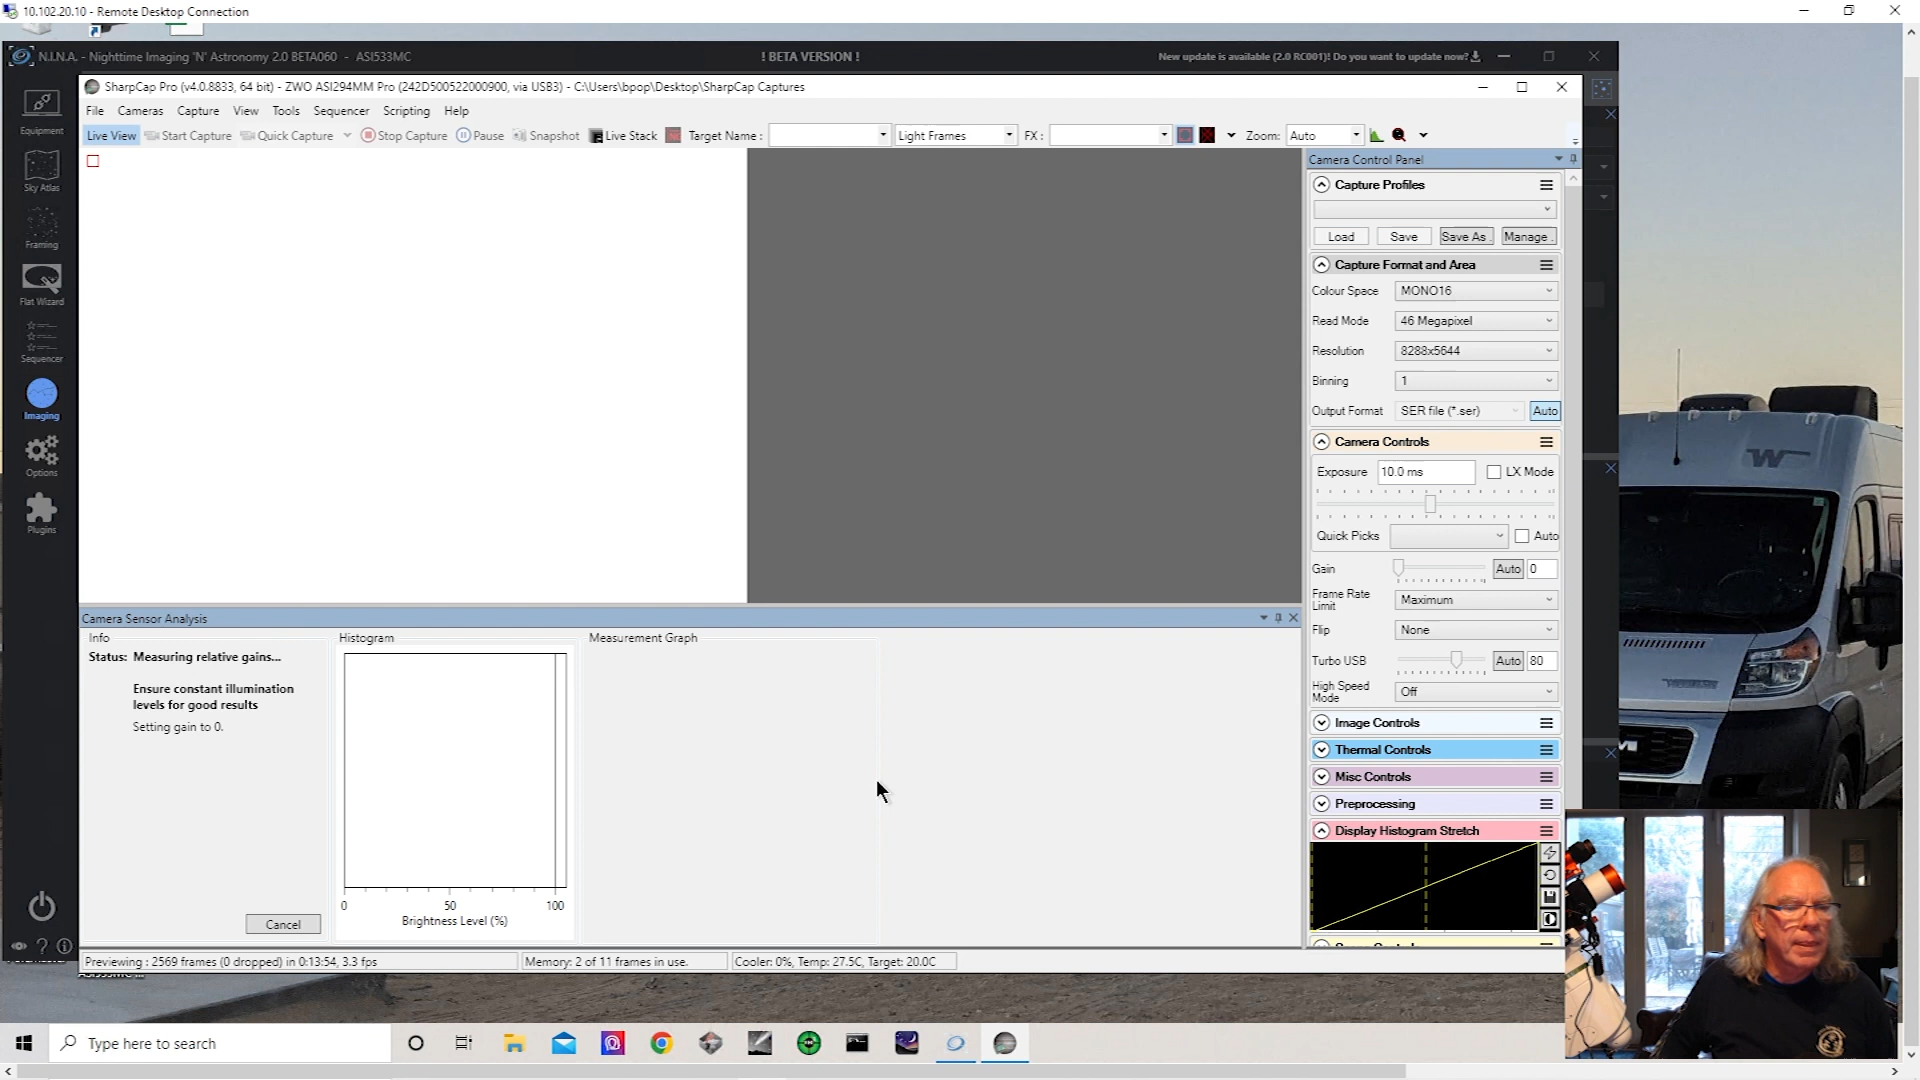 10.102.20.10 - Remote Desktop Connection
N.I.N.A. - Nighttime Imaging 'N' Astronomy 2.0 BETA060 - ASI533MC
! BETA VERSION !
New update is available (2.0 RC001)! Do you want to update now?
SharpCap Pro (v4.0.8833, 64 bit) - ZWO ASI294MM Pro (242D500522000900, via USB3) - C:\Users\bpop\Desktop\SharpCap Captures
File Cameras Capture View Tools Sequencer Scripting Help
Live View Start Capture Quick Capture Stop Capture Pause Snapshot Live Stack Target Name : Light Frames FX : Zoom: Auto
Equipment
Sky Atlas
Framing
Flat Wizard
Sequencer
Imaging
Options
Plugins
Camera Control Panel
Capture Profiles
Load Save Save As Manage
Capture Format and Area
Colour Space MONO16
Read Mode 46 Megapixel
Resolution 8288x5644
Binning 1
Output Format SER file (*.ser) Auto
Camera Controls
Exposure 10.0 ms LX Mode
Quick Picks Auto
Gain Auto 0
Frame Rate Limit Maximum
Flip None
Turbo USB Auto 80
High Speed Mode Off
Image Controls
Thermal Controls
Misc Controls
Preprocessing
Display Histogram Stretch
Camera Sensor Analysis
Info
Status: Measuring relative gains...
Ensure constant illumination
levels for good results
Setting gain to 0.
Cancel
Histogram
0 50 100
Brightness Level (%)
Measurement Graph
Previewing : 2569 frames (0 dropped) in 0:13:54, 3.3 fps
Memory: 2 of 11 frames in use.
Cooler: 0%, Temp: 27.5C, Target: 20.0C
Type here to search